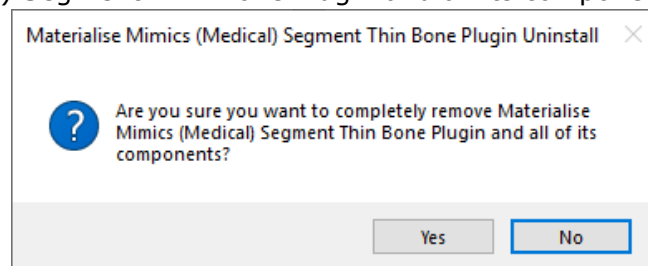 Materialise Mimics (Medical) Segment Thin Bone Plugin Uninstall
Are you sure you want to completely remove Materialise
Mimics (Medical) Segment Thin Bone Plugin and all of its
components?
Yes No